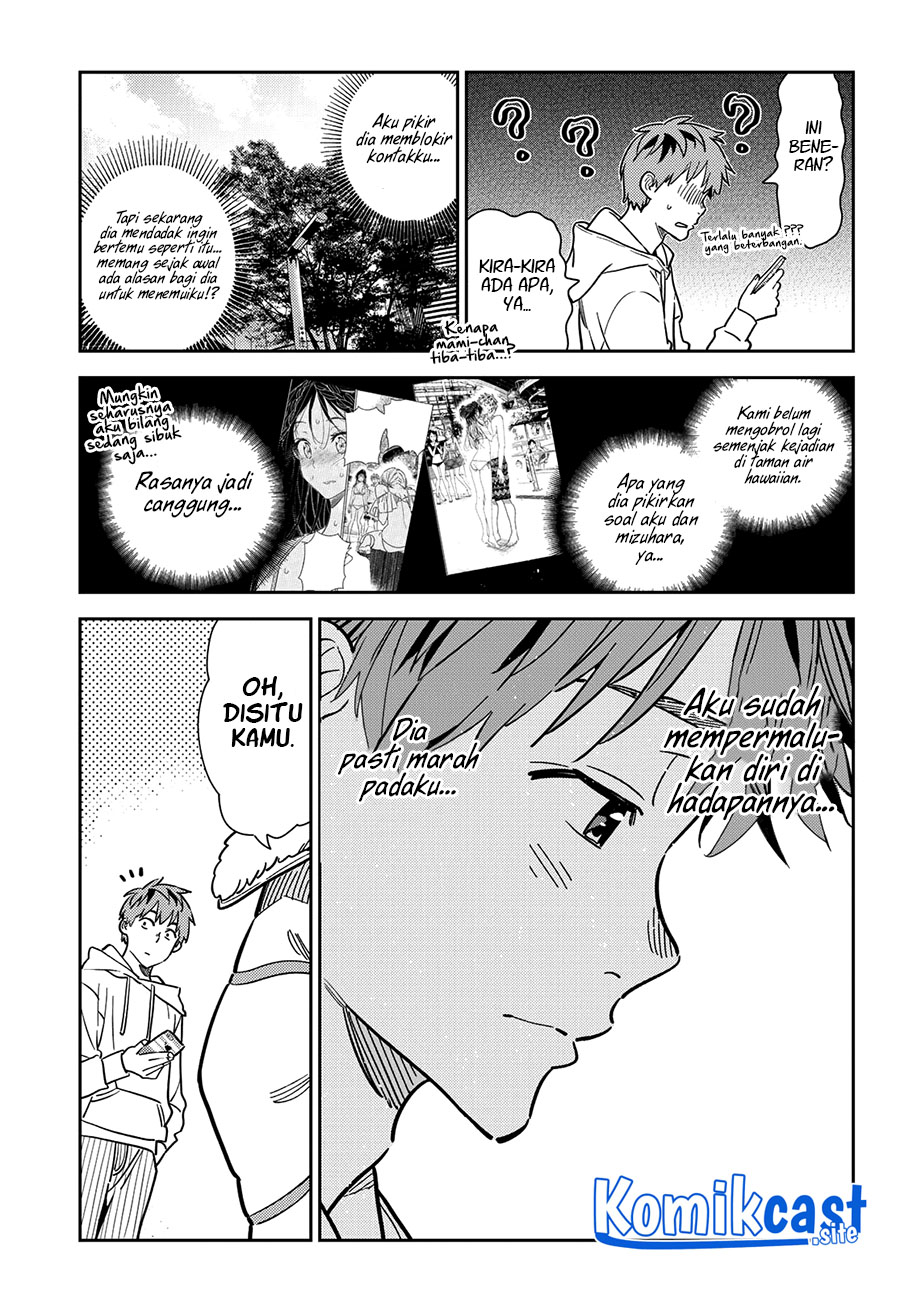 INI
BENE-
RAN?
Terlalu banyak ???
yang beterbangan.
KIRA-KIRA
ADA APA,
YA...
Aku pikir
dia memblokir
kontakku...
Tapi sekarang
dia mendadak ingin
bertemu seperti itu...
memang sejak awal
ada alasan bagi dia
untuk menemuiku!?
Kenapa
mami-chan
tiba-tiba...?
Kami belum
mengobrol lagi
semenjak kejadian
di taman air
hawaiian.
Apa yang
dia pikirkan
soal aku dan
mizuhara,
ya...
Rasanya jadi
canggung...
Mungkin
seharusnya
aku bilang
sedang sibuk
saja...
Aku sudah
mempermalu-
kan diri di
hadapannya...
Dia
pasti marah
padaku...
OH,
DISITU
KAMU.
Komikcast
.site